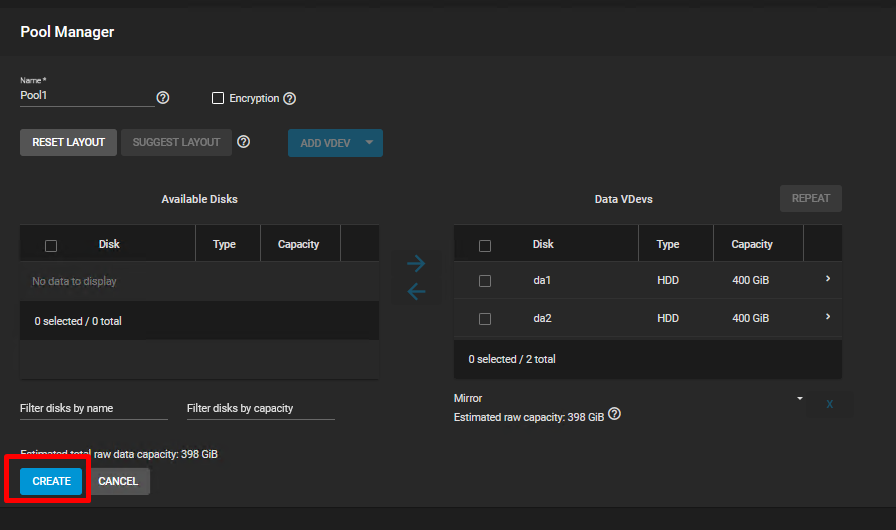 Pool Manager
Name *
Pool1
Encryption
RESET LAYOUT
SUGGEST LAYOUT
ADD VDEV
Available Disks
Data VDevs
REPEAT
Disk Type Capacity
No data to display
0 selected / 0 total
Disk Type Capacity
da1 HDD 400 GiB
da2 HDD 400 GiB
0 selected / 2 total
Filter disks by name
Filter disks by capacity
Mirror
X
Estimated raw capacity: 398 GiB
Estimated total raw data capacity: 398 GiB
CREATE
CANCEL